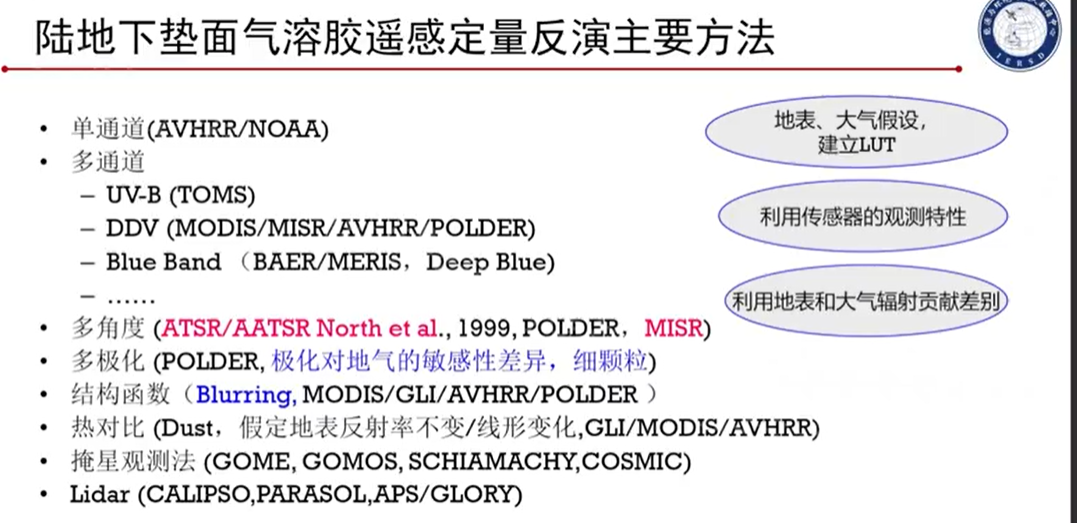 陆地下垫面气溶胶遥感定量反演主要方法
IERSD
• 单通道(AVHRR/NOAA)
• 多通道
– UV-B (TOMS)
– DDV (MODIS/MISR/AVHRR/POLDER)
– Blue Band （BAER/MERIS，Deep Blue)
– ……
• 多角度 (ATSR/AATSR North et al., 1999, POLDER，MISR)
• 多极化 (POLDER, 极化对地气的敏感性差异，细颗粒)
• 结构函数（Blurring, MODIS/GLI/AVHRR/POLDER ）
• 热对比 (Dust，假定地表反射率不变/线形变化,GLI/MODIS/AVHRR)
• 掩星观测法 (GOME, GOMOS, SCHIAMACHY,COSMIC)
• Lidar (CALIPSO,PARASOL,APS/GLORY)
地表、大气假设，
建立LUT
利用传感器的观测特性
利用地表和大气辐射贡献差别